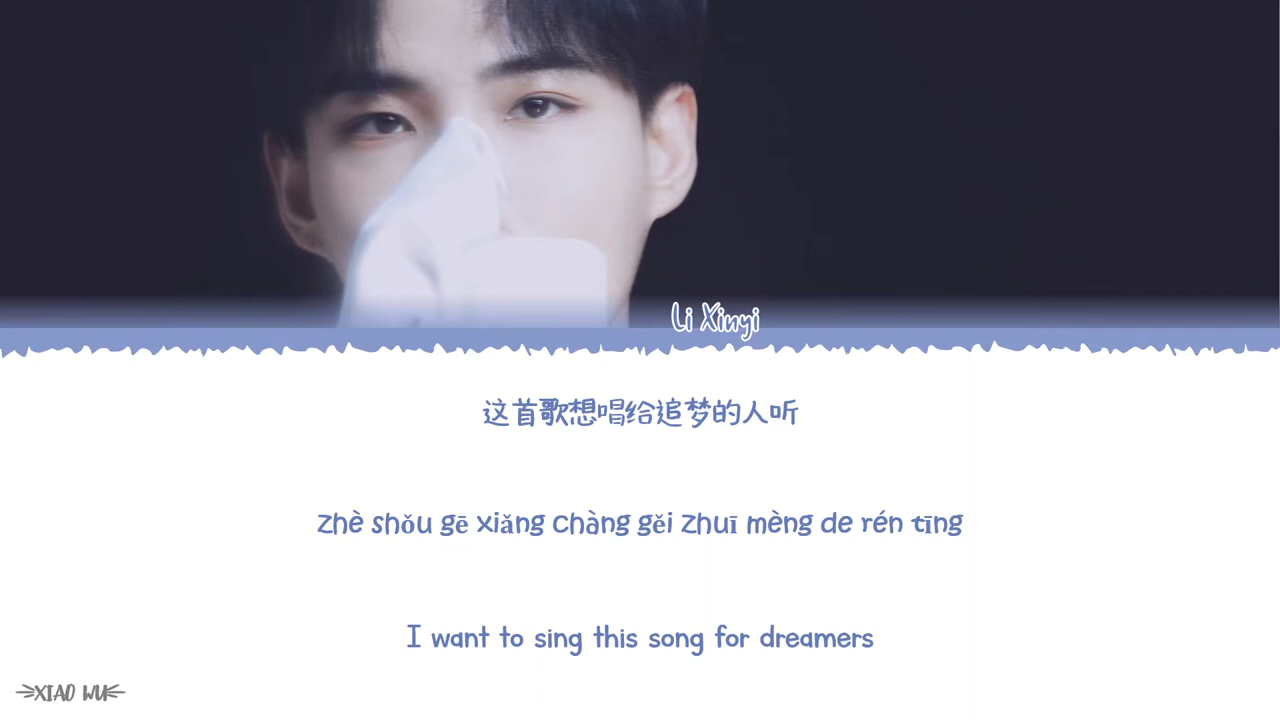 Li Xinyi
这首歌想唱给追梦的人听
zhè shǒu gē xiǎng chàng gěi zhuī mèng de rén tīng
I want to sing this song for dreamers
XIAO WU